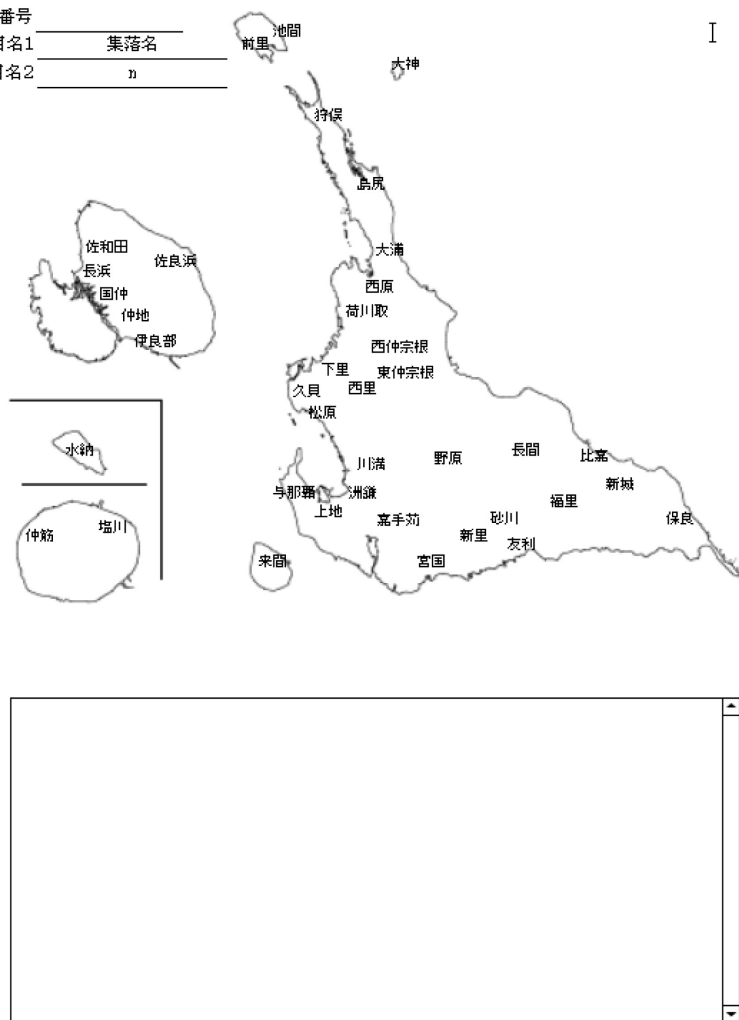 番号
名1 集落名
名2 n
池間
前里
大神
狩俣
島尻
大浦
佐和田
佐良浜
長浜
国仲
仲地
伊良部
西原
荷川取
西仲宗根
下里
東仲宗根
久貝
西里
松原
水納
川満
野原
長間
比嘉
新城
与那覇
洲鎌
上地
福里
嘉手苅
砂川
保良
仲筋
塩川
新里
友利
来間
宮国